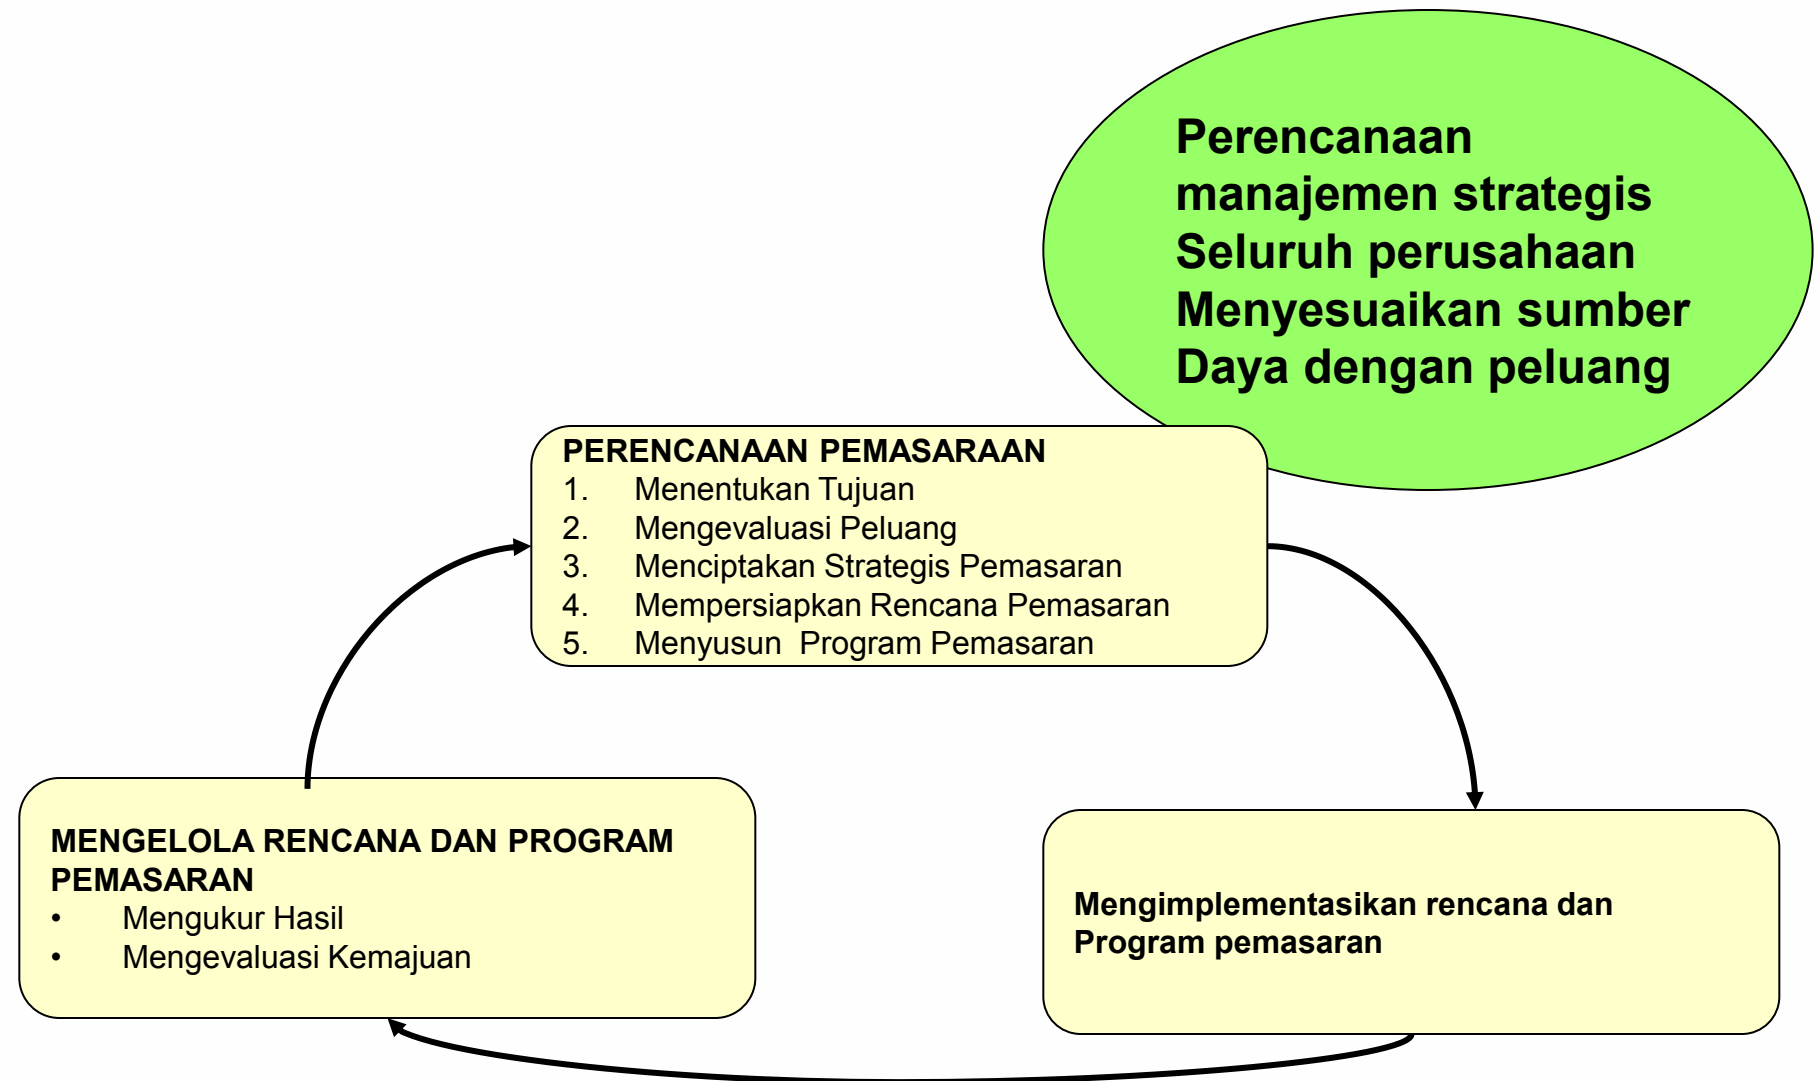 Perencanaan
manajemen strategis
Seluruh perusahaan
Menyesuaikan sumber
Daya dengan peluang
PERENCANAAN PEMASARAAN
1. Menentukan Tujuan
2. Mengevaluasi Peluang
3. Menciptakan Strategis Pemasaran
4. Mempersiapkan Rencana Pemasaran
5. Menyusun  Program Pemasaran
MENGELOLA RENCANA DAN PROGRAM
PEMASARAN
• Mengukur Hasil
• Mengevaluasi Kemajuan
Mengimplementasikan rencana dan
Program pemasaran